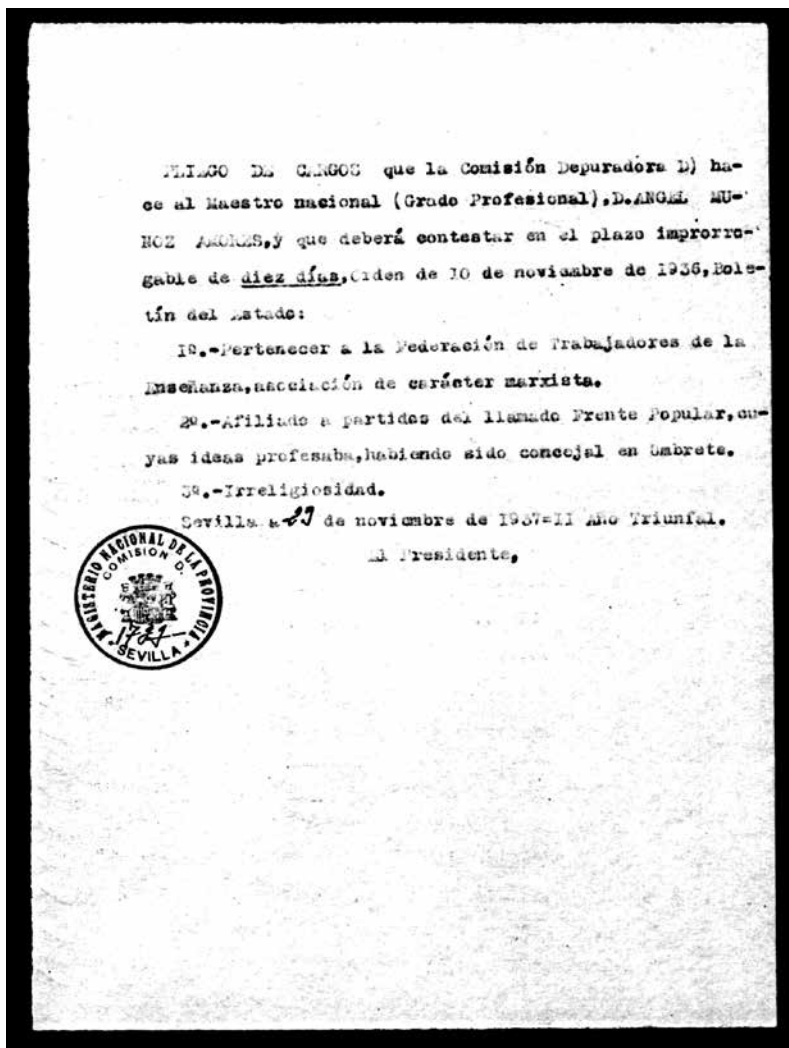 PLIEGO DE CARGOS que la Comisión Depuradora D) ha-
ce al Maestro nacional (Grado Profesional),D.ANGEL MU-
ÑOZ AMORES,y que deberá contestar en el plazo improrro-
gable de diez días,Orden de 10 de noviembre de 1936,Bole-
tín del Estado:
1º.-Pertenecer a la Federación de Trabajadores de la
Enseñanza,asociación de carácter marxista.
2º.-Afiliado a partidos del llamado Frente Popular,cu-
yas ideas profesaba,habiendo sido concejal en Umbrete.
3º.-Irreligiosidad.
Sevilla a 29 de noviembre de 1937=II Año Triunfal.
El Presidente,
MAGISTERIO NACIONAL DE LA PROVINCIA
COMISION D.
SEVILLA